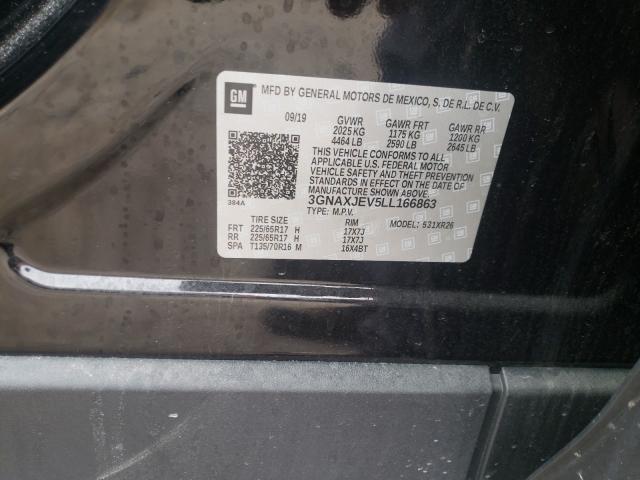 GM
MFD BY GENERAL MOTORS DE MEXICO, S. DE R.L. DE C.V.
09/19 GVWR GAWR FRT GAWR RR
2025 KG 1175 KG 1200 KG
4464 LB 2590 LB 2645 LB
THIS VEHICLE CONFORMS TO ALL
APPLICABLE U.S. FEDERAL MOTOR
VEHICLE SAFETY AND THEFT PREVENTION
STANDARDS IN EFFECT ON THE DATE OF
MANUFACTURE SHOWN ABOVE.
384A 3GNAXJEV5LL166863
TYPE: M.P.V. MODEL: 531XR26
TIRE SIZE RIM
FRT 225/65R17 H 17X7J
RR 225/65R17 H 17X7J
SPA T135/70R16 M 16X4BT